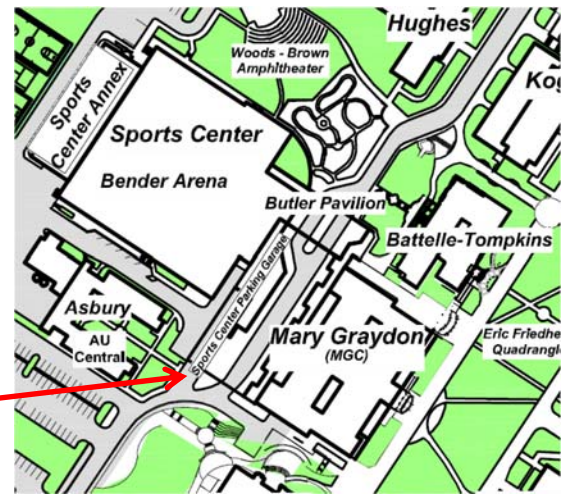 Hughes
Woods - Brown
Amphitheater
Sports
Center Annex
Sports Center
Bender Arena
Butler Pavilion
Battelle-Tompkins
Sports Center Parking Garage
Asbury
AU
Central
Mary Graydon
(MGC)
Eric Friedhe
Quadrangl